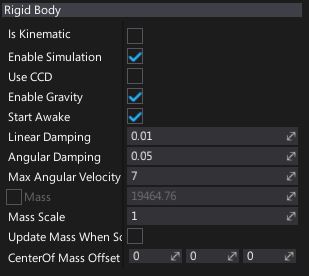 Rigid Body
Is Kinematic
Enable Simulation
Use CCD
Enable Gravity
Start Awake
Linear Damping 0.01
Angular Damping 0.05
Max Angular Velocity 7
Mass 19464.76
Mass Scale 1
Update Mass When Sc
CenterOf Mass Offset 0 0 0